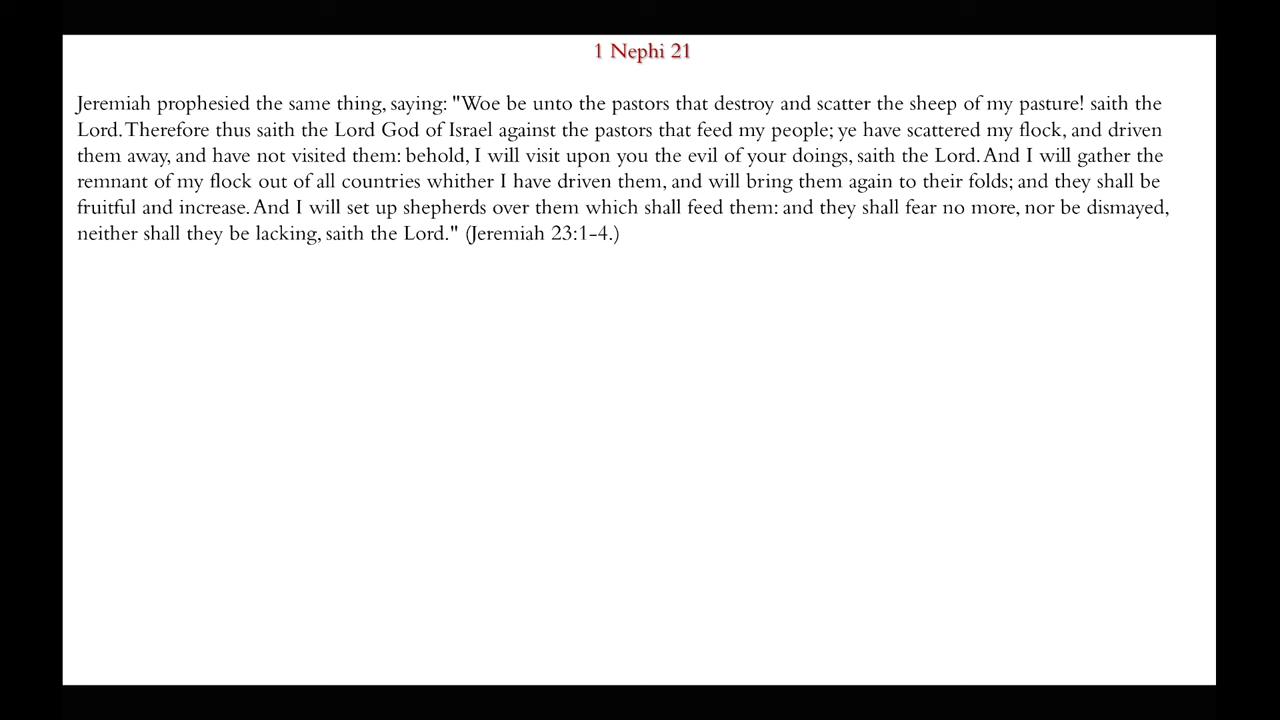 1 Nephi 21
Jeremiah prophesied the same thing, saying: "Woe be unto the pastors that destroy and scatter the sheep of my pasture! saith the
Lord. Therefore thus saith the Lord God of Israel against the pastors that feed my people; ye have scattered my flock, and driven
them away, and have not visited them: behold, I will visit upon you the evil of your doings, saith the Lord. And I will gather the
remnant of my flock out of all countries whither I have driven them, and will bring them again to their folds; and they shall be
fruitful and increase. And I will set up shepherds over them which shall feed them: and they shall fear no more, nor be dismayed,
neither shall they be lacking, saith the Lord." (Jeremiah 23:1-4.)